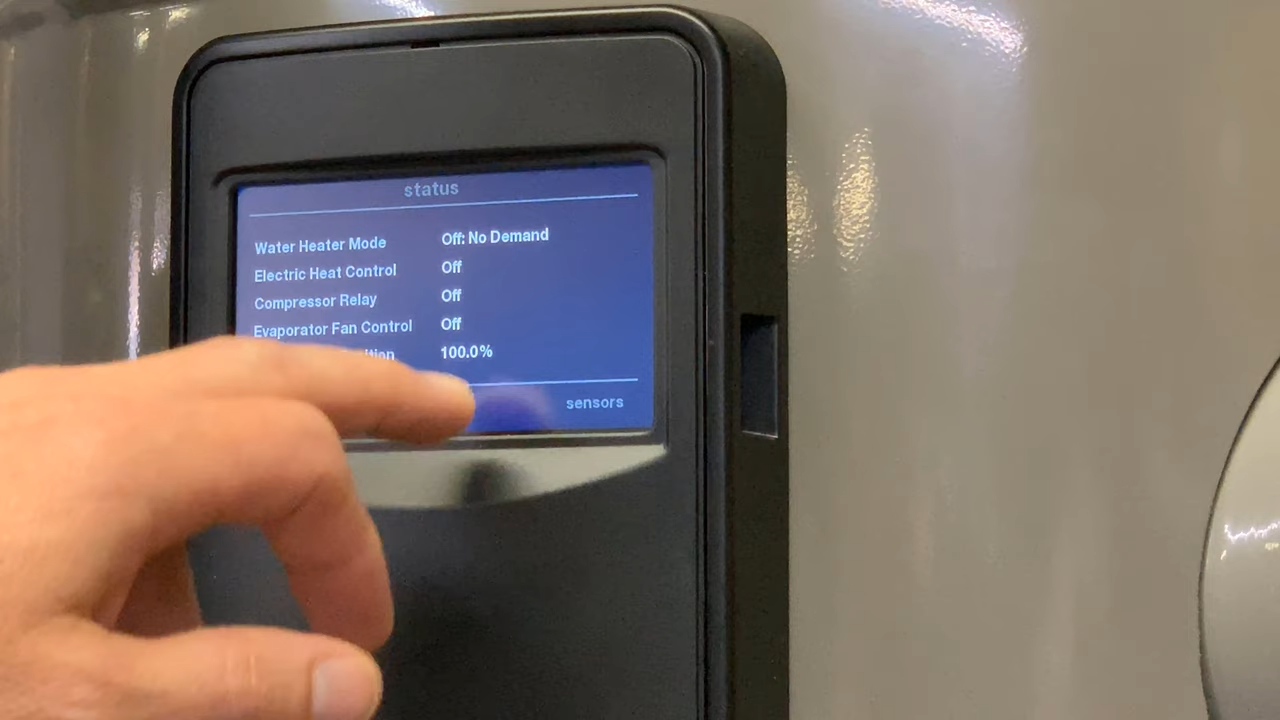 status
Water Heater Mode Off: No Demand
Electric Heat Control Off
Compressor Relay Off
Evaporator Fan Control Off
100.0%
sensors